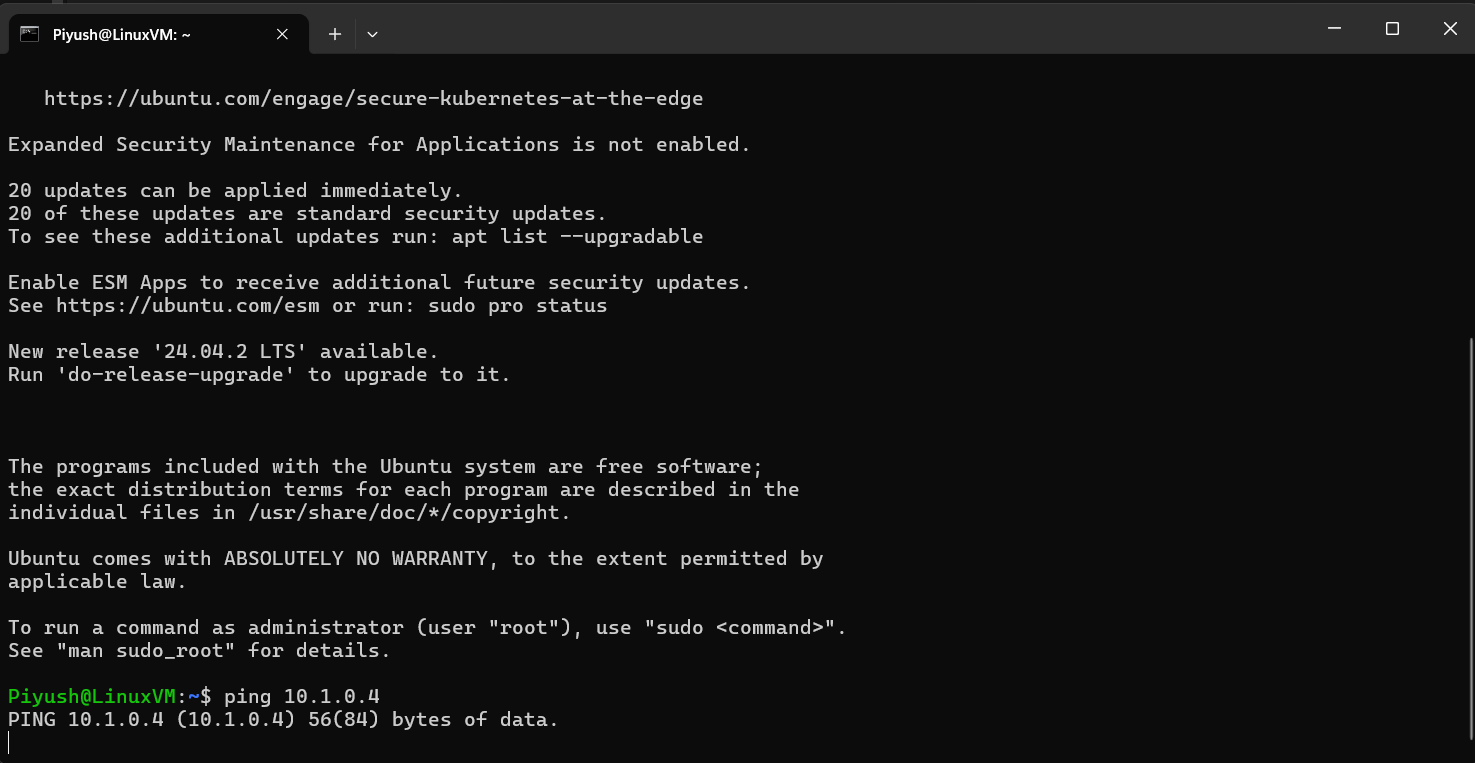 Piyush@LinuxVM: ~
https://ubuntu.com/engage/secure-kubernetes-at-the-edge
Expanded Security Maintenance for Applications is not enabled.
20 updates can be applied immediately.
20 of these updates are standard security updates.
To see these additional updates run: apt list --upgradable
Enable ESM Apps to receive additional future security updates.
See https://ubuntu.com/esm or run: sudo pro status
New release '24.04.2 LTS' available.
Run 'do-release-upgrade' to upgrade to it.
The programs included with the Ubuntu system are free software;
the exact distribution terms for each program are described in the
individual files in /usr/share/doc/*/copyright.
Ubuntu comes with ABSOLUTELY NO WARRANTY, to the extent permitted by
applicable law.
To run a command as administrator (user "root"), use "sudo <command>".
See "man sudo_root" for details.
Piyush@LinuxVM:~$ ping 10.1.0.4
PING 10.1.0.4 (10.1.0.4) 56(84) bytes of data.